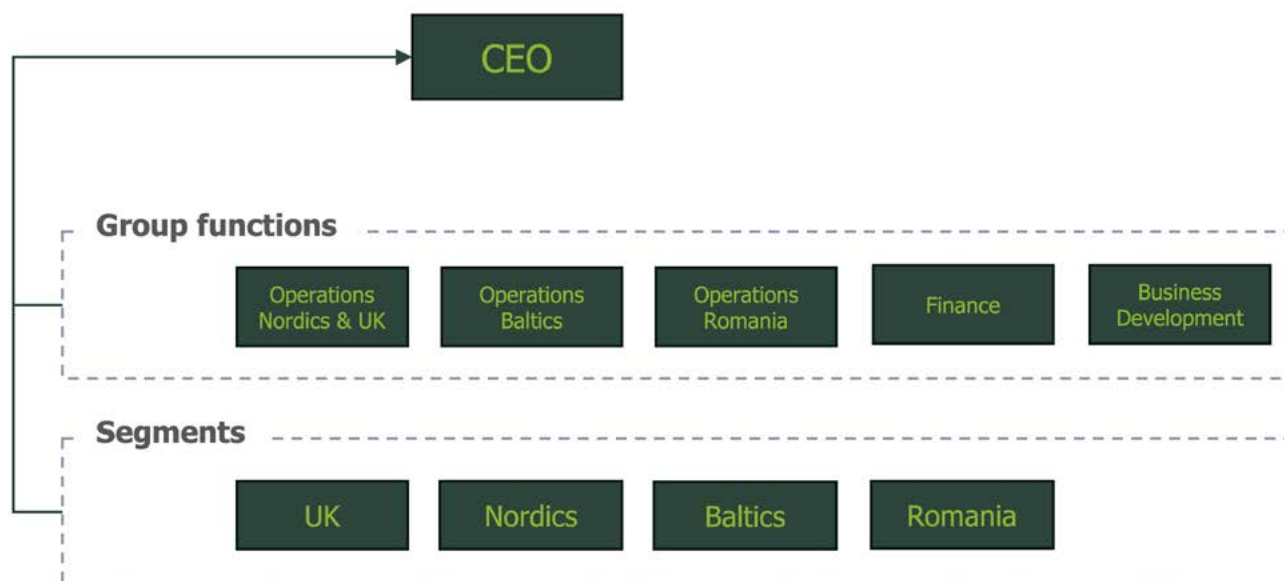 CEO
Group functions
Operations
Nordics & UK
Operations
Baltics
Operations
Romania
Finance
Business
Development
Segments
UK
Nordics
Baltics
Romania